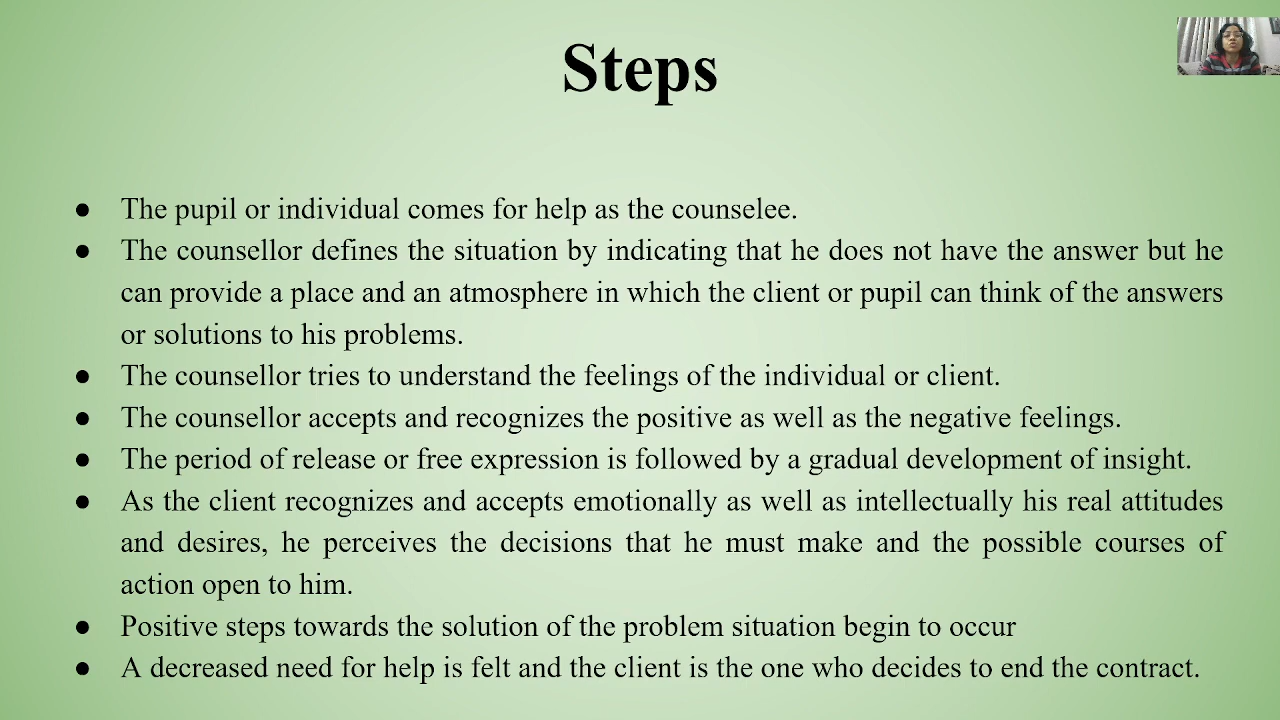 Steps
● The pupil or individual comes for help as the counselee.
● The counsellor defines the situation by indicating that he does not have the answer but he
can provide a place and an atmosphere in which the client or pupil can think of the answers
or solutions to his problems.
● The counsellor tries to understand the feelings of the individual or client.
● The counsellor accepts and recognizes the positive as well as the negative feelings.
● The period of release or free expression is followed by a gradual development of insight.
● As the client recognizes and accepts emotionally as well as intellectually his real attitudes
and desires, he perceives the decisions that he must make and the possible courses of
action open to him.
● Positive steps towards the solution of the problem situation begin to occur
● A decreased need for help is felt and the client is the one who decides to end the contract.